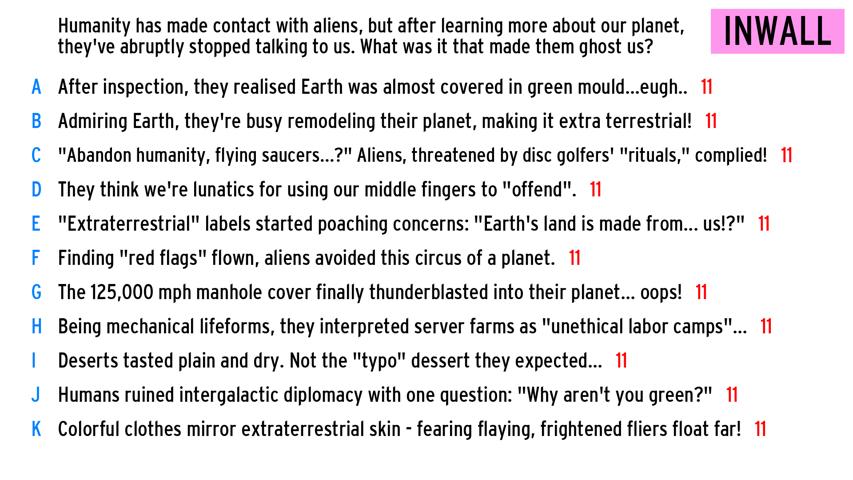 Humanity has made contact with aliens, but after learning more about our planet,
they've abruptly stopped talking to us. What was it that made them ghost us?
INWALL
A After inspection, they realised Earth was almost covered in green mould...eugh.. 11
B Admiring Earth, they're busy remodeling their planet, making it extra terrestrial! 11
C "Abandon humanity, flying saucers...?" Aliens, threatened by disc golfers' "rituals," complied! 11
D They think we're lunatics for using our middle fingers to "offend". 11
E "Extraterrestrial" labels started poaching concerns: "Earth's land is made from... us!?" 11
F Finding "red flags" flown, aliens avoided this circus of a planet. 11
G The 125,000 mph manhole cover finally thunderblasted into their planet... oops! 11
H Being mechanical lifeforms, they interpreted server farms as "unethical labor camps"... 11
I Deserts tasted plain and dry. Not the "typo" dessert they expected... 11
J Humans ruined intergalactic diplomacy with one question: "Why aren't you green?" 11
K Colorful clothes mirror extraterrestrial skin - fearing flaying, frightened fliers float far! 11